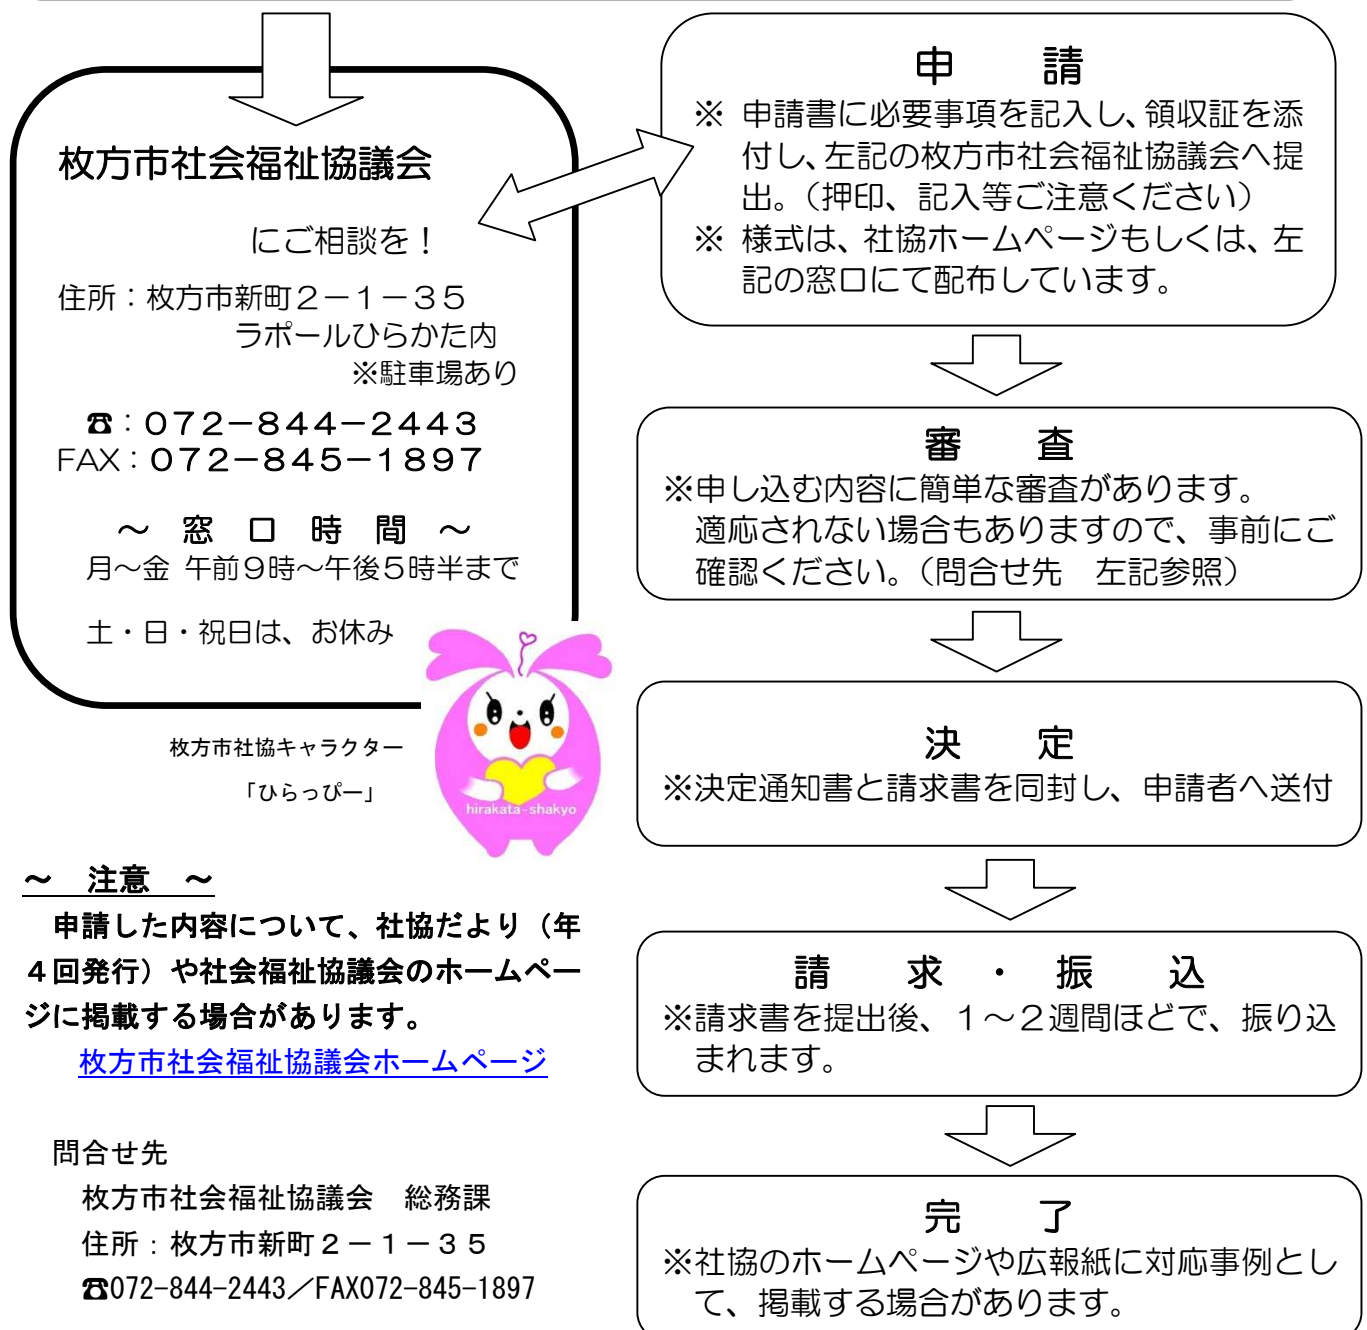 枚方市社会福祉協議会
にご相談を！
住所：枚方市新町２－１－３５
ラポールひらかた内
※駐車場あり
☎：０７２－８４４－２４４３
FAX：０７２－８４５－１８９７
～　窓　口　時　間　～
月～金 午前９時～午後５時半まで
土・日・祝日は、お休み
枚方市社協キャラクター
「ひらっぴー」
hirakata-shakyo
～　注意　～
申請した内容について、社協だより（年
４回発行）や社会福祉協議会のホームペー
ジに掲載する場合があります。
枚方市社会福祉協議会ホームページ
問合せ先
枚方市社会福祉協議会　総務課
住所：枚方市新町２－１－３５
☎072-844-2443／FAX072-845-1897
申　請
※ 申請書に必要事項を記入し、領収証を添
付し、左記の枚方市社会福祉協議会へ提
出。（押印、記入等ご注意ください）
※ 様式は、社協ホームページもしくは、左
記の窓口にて配布しています。
審　査
※申し込む内容に簡単な審査があります。
適応されない場合もありますので、事前にご
確認ください。（問合せ先　左記参照）
決　定
※決定通知書と請求書を同封し、申請者へ送付
請　求・振　込
※請求書を提出後、１～２週間ほどで、振り込
まれます。
完　了
※社協のホームページや広報紙に対応事例とし
て、掲載する場合があります。